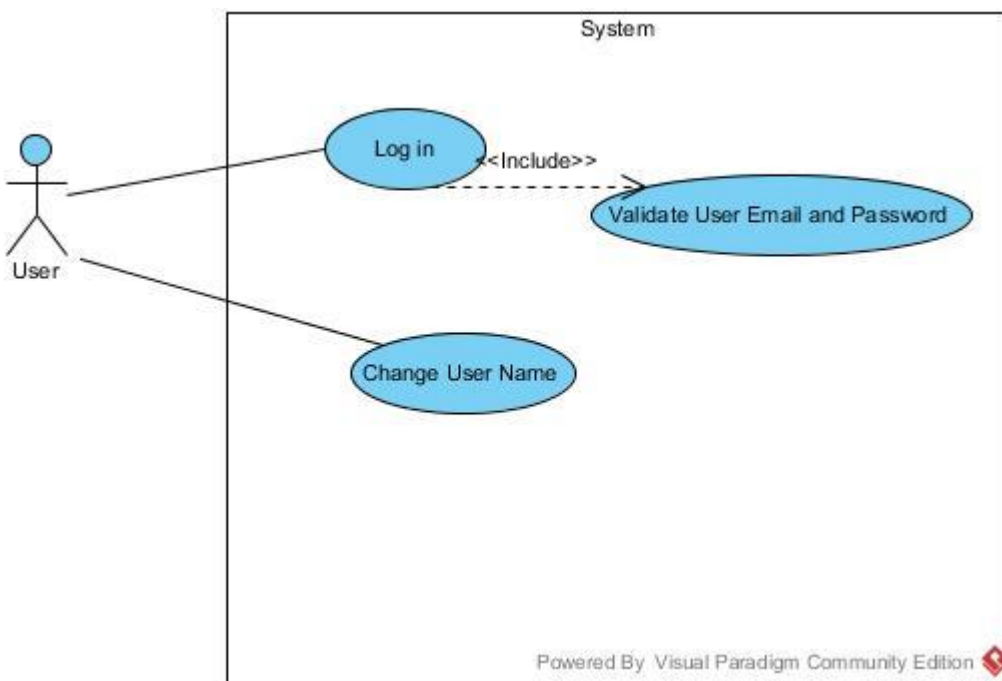 System
Log in
<<Include>>
Validate User Email and Password
User
Change User Name
Powered By Visual Paradigm Community Edition